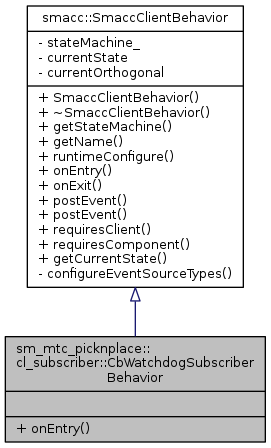 smacc::SmaccClientBehavior
- stateMachine_
- currentState
- currentOrthogonal
+ SmaccClientBehavior()
+ ~SmaccClientBehavior()
+ getStateMachine()
+ getName()
+ runtimeConfigure()
+ onEntry()
+ onExit()
+ postEvent()
+ postEvent()
+ requiresClient()
+ requiresComponent()
+ getCurrentState()
- configureEventSourceTypes()
sm_mtc_picknplace::
cl_subscriber::CbWatchdogSubscriber
Behavior
+ onEntry()